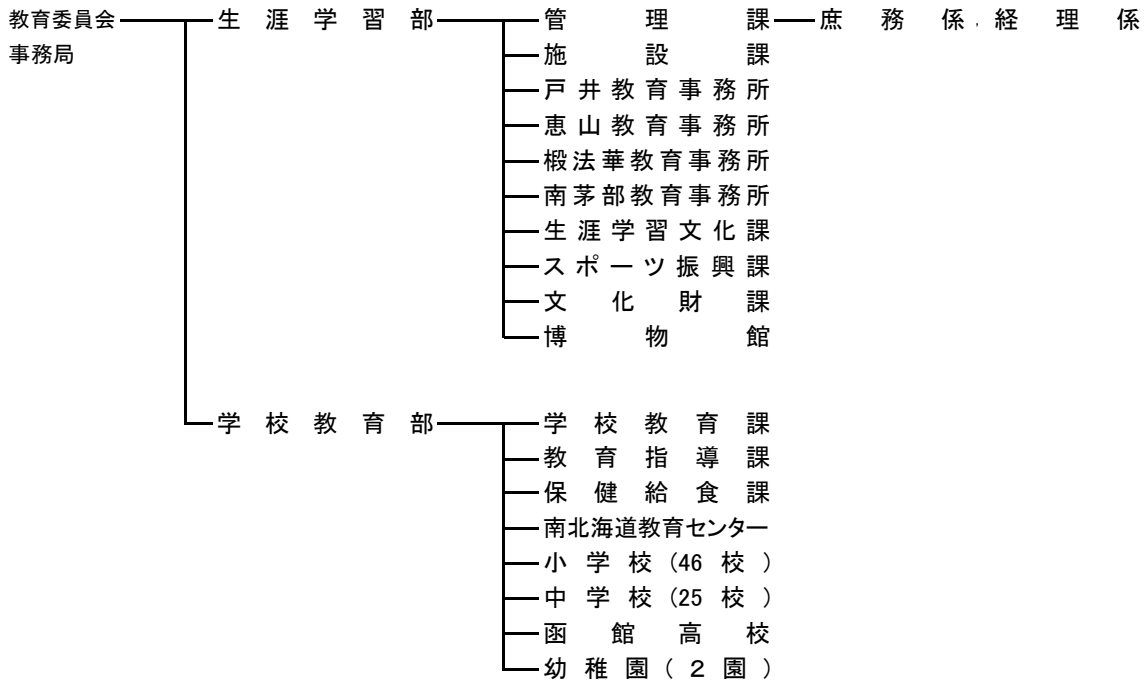 教育委員会 生涯学習部 管理課 庶務係，経理係
事務局 施設課
戸井教育事務所
恵山教育事務所
椴法華教育事務所
南茅部教育事務所
生涯学習文化課
スポーツ振興課
文化財課
博物館
学校教育部 学校教育課
教育指導課
保健給食課
南北海道教育センター
小学校（46校）
中学校（25校）
函館高校
幼稚園（２園）